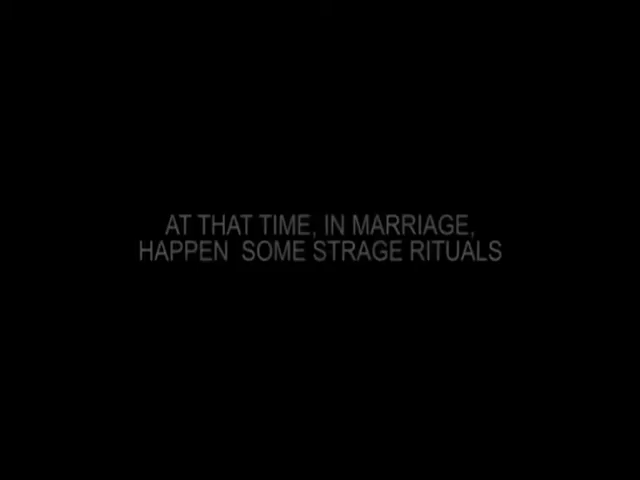 AT THAT TIME, IN MARRIAGE,
HAPPEN  SOME STRAGE RITUALS